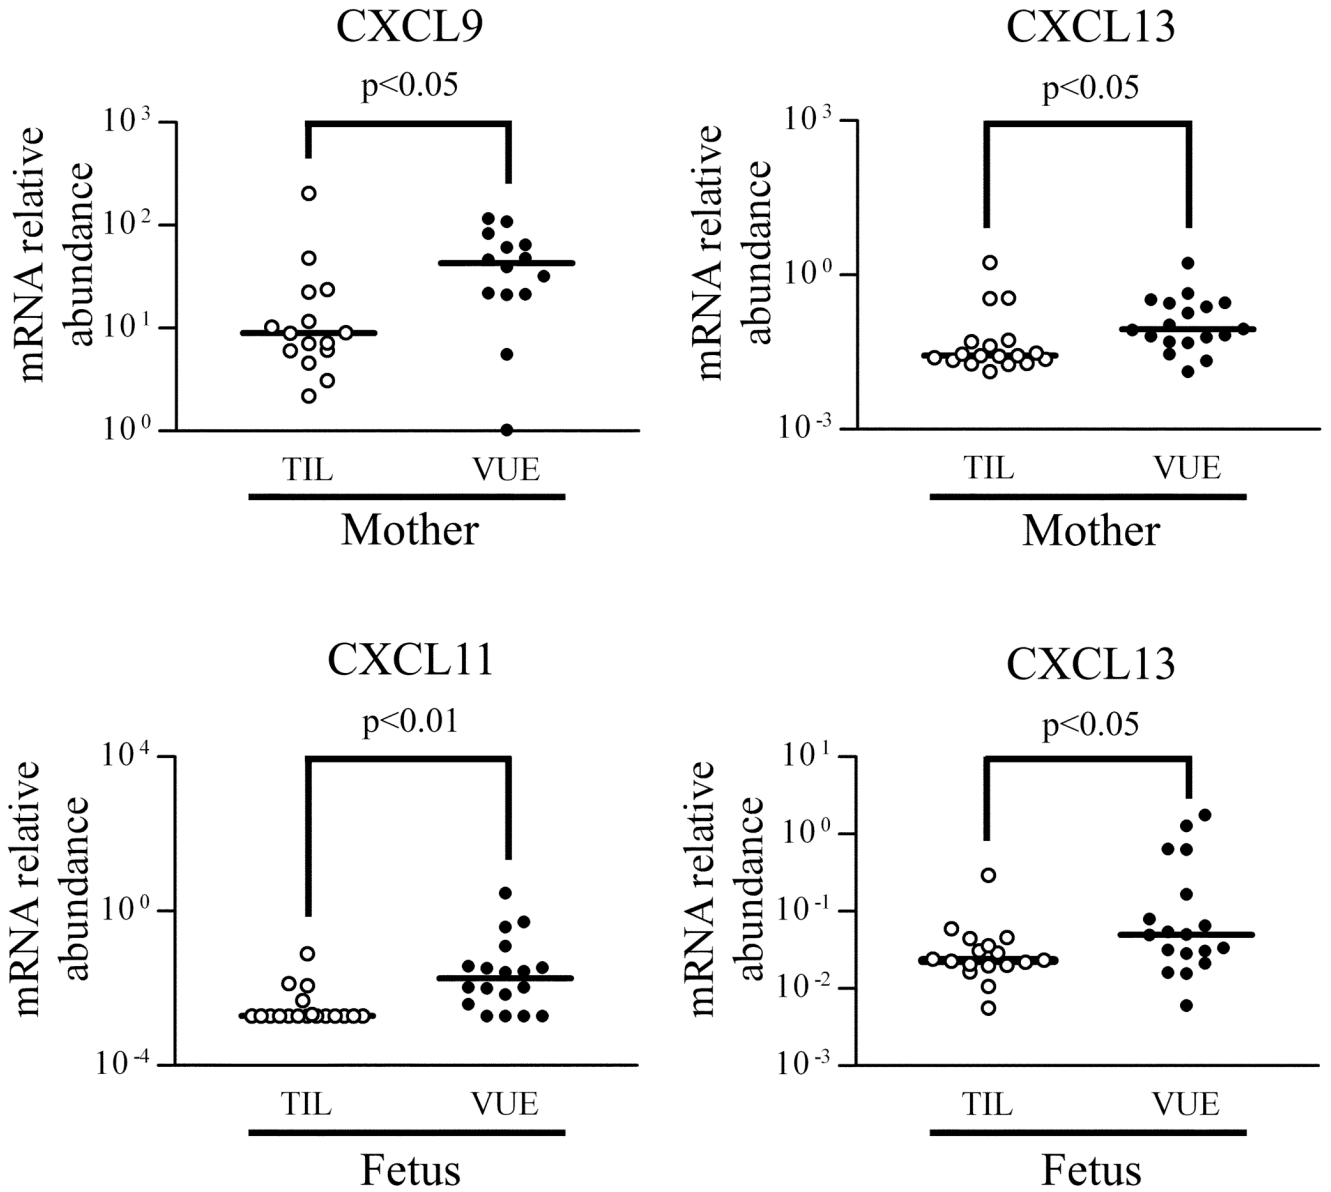 CXCL9
p<0.05
mRNA relative
abundance
10³
10²
10¹
10⁰
TIL VUE
Mother
CXCL13
p<0.05
mRNA relative
abundance
10³
10⁰
10⁻³
TIL VUE
Mother
CXCL11
p<0.01
mRNA relative
abundance
10⁴
10⁰
10⁻⁴
TIL VUE
Fetus
CXCL13
p<0.05
mRNA relative
abundance
10¹
10⁰
10⁻¹
10⁻²
10⁻³
TIL VUE
Fetus